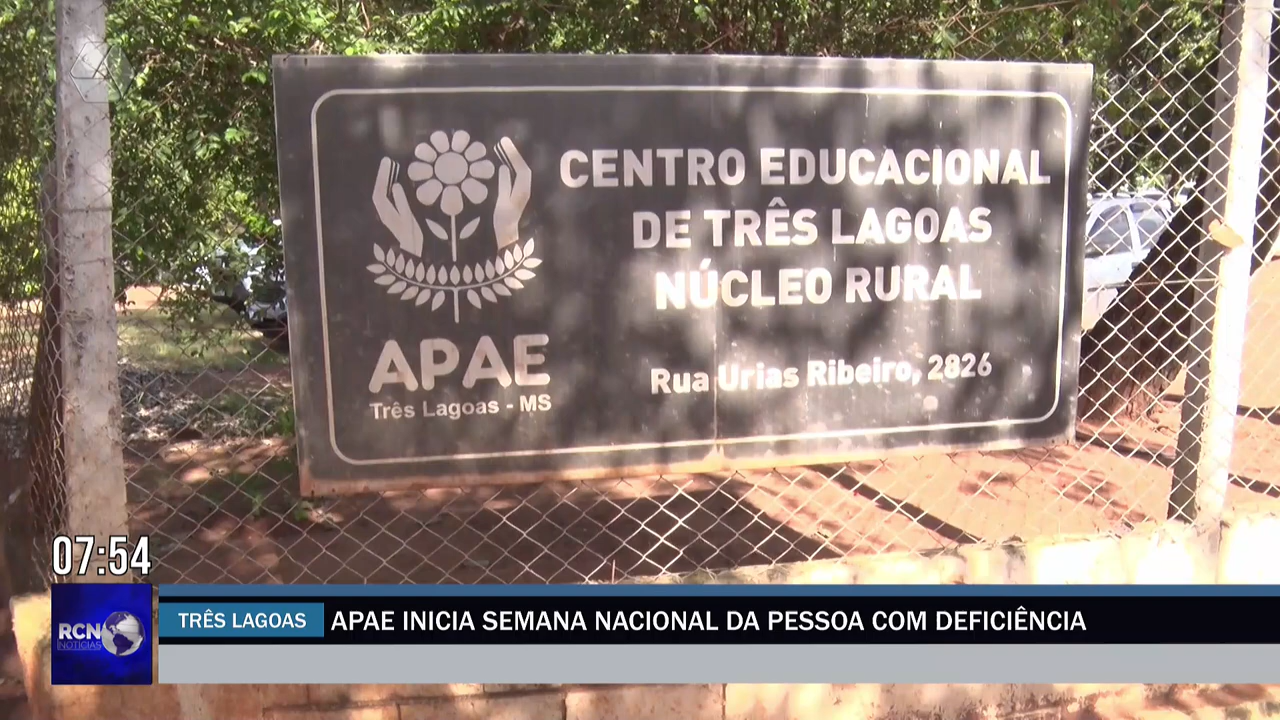 CENTRO EDUCACIONAL
DE TRÊS LAGOAS
NÚCLEO RURAL
Rua Urias Ribeiro, 2826
APAE
Três Lagoas - MS
07:54
RCN
NOTÍCIAS
TRÊS LAGOAS
APAE INICIA SEMANA NACIONAL DA PESSOA COM DEFICIÊNCIA